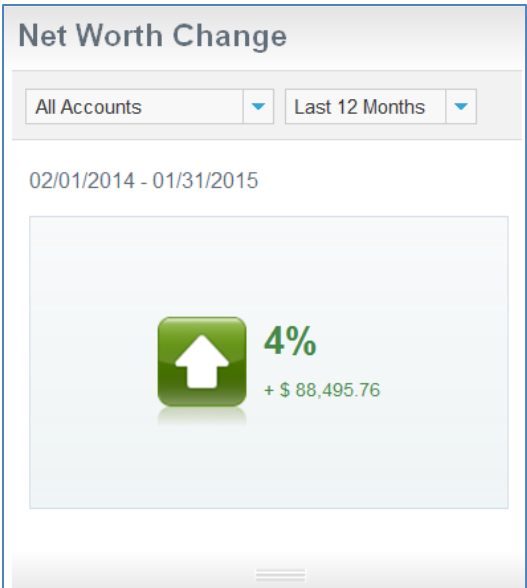 Net Worth Change
All Accounts Last 12 Months
02/01/2014 - 01/31/2015
4%
+ $ 88,495.76